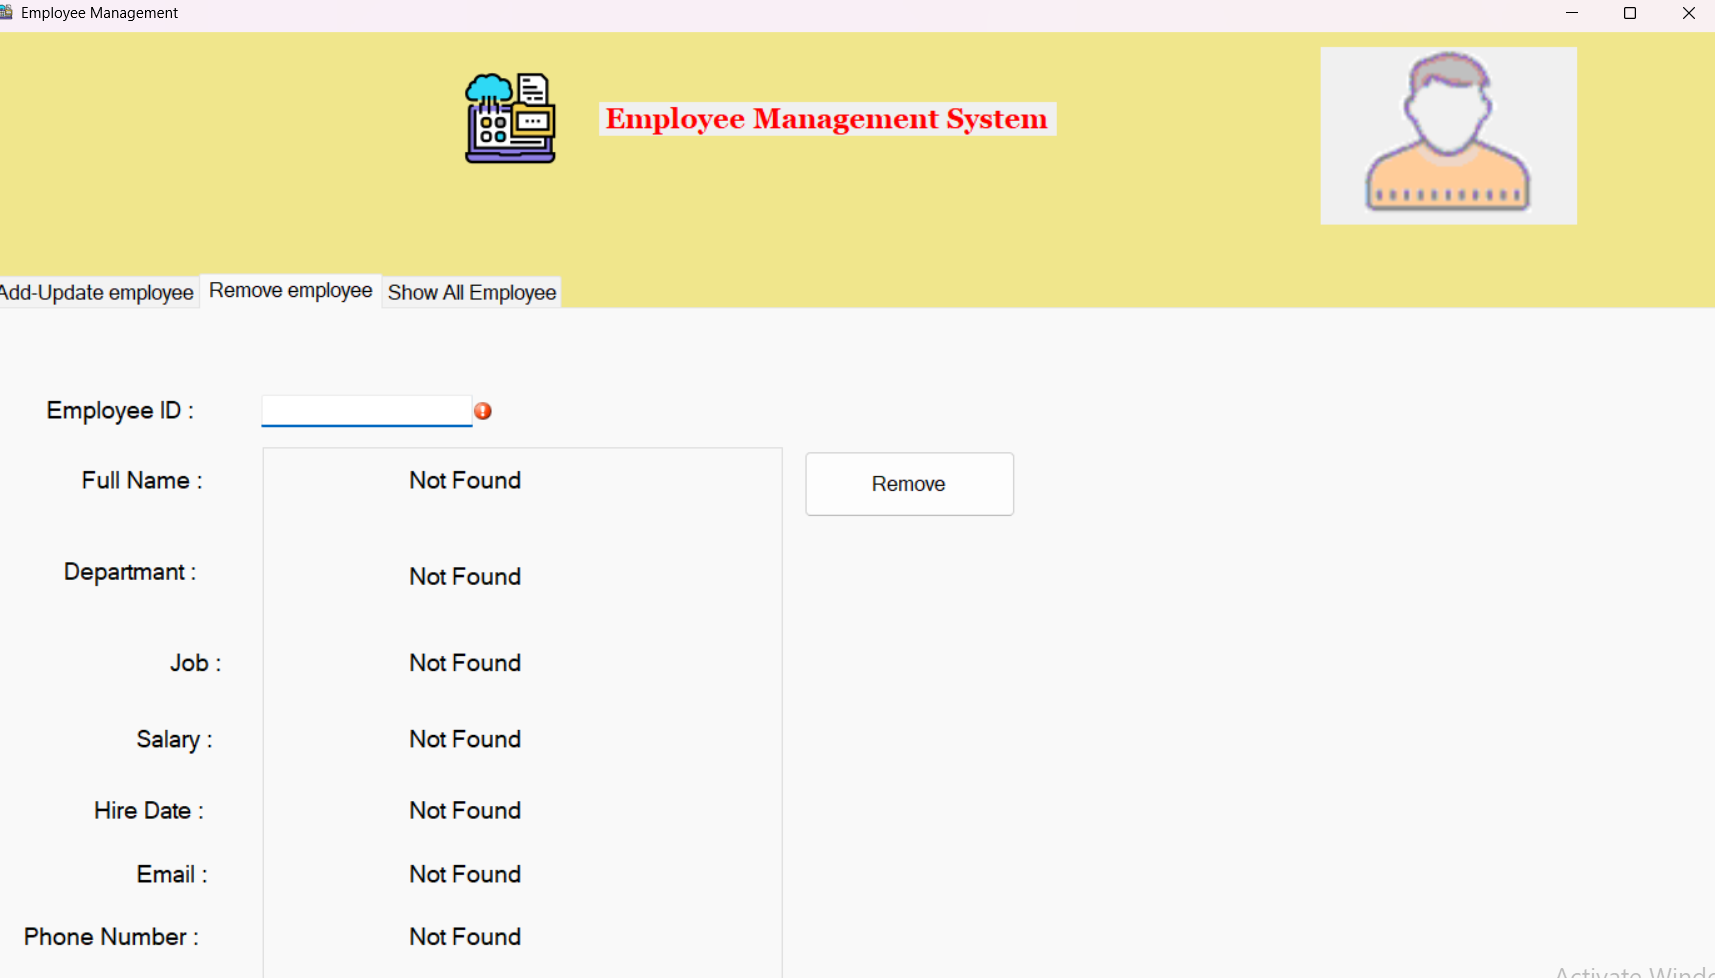 Employee Management
Employee Management System
Add-Update employee Remove employee Show All Employee
Employee ID :
Full Name : Not Found Remove
Departmant : Not Found
Job : Not Found
Salary : Not Found
Hire Date : Not Found
Email : Not Found
Phone Number : Not Found
Activate